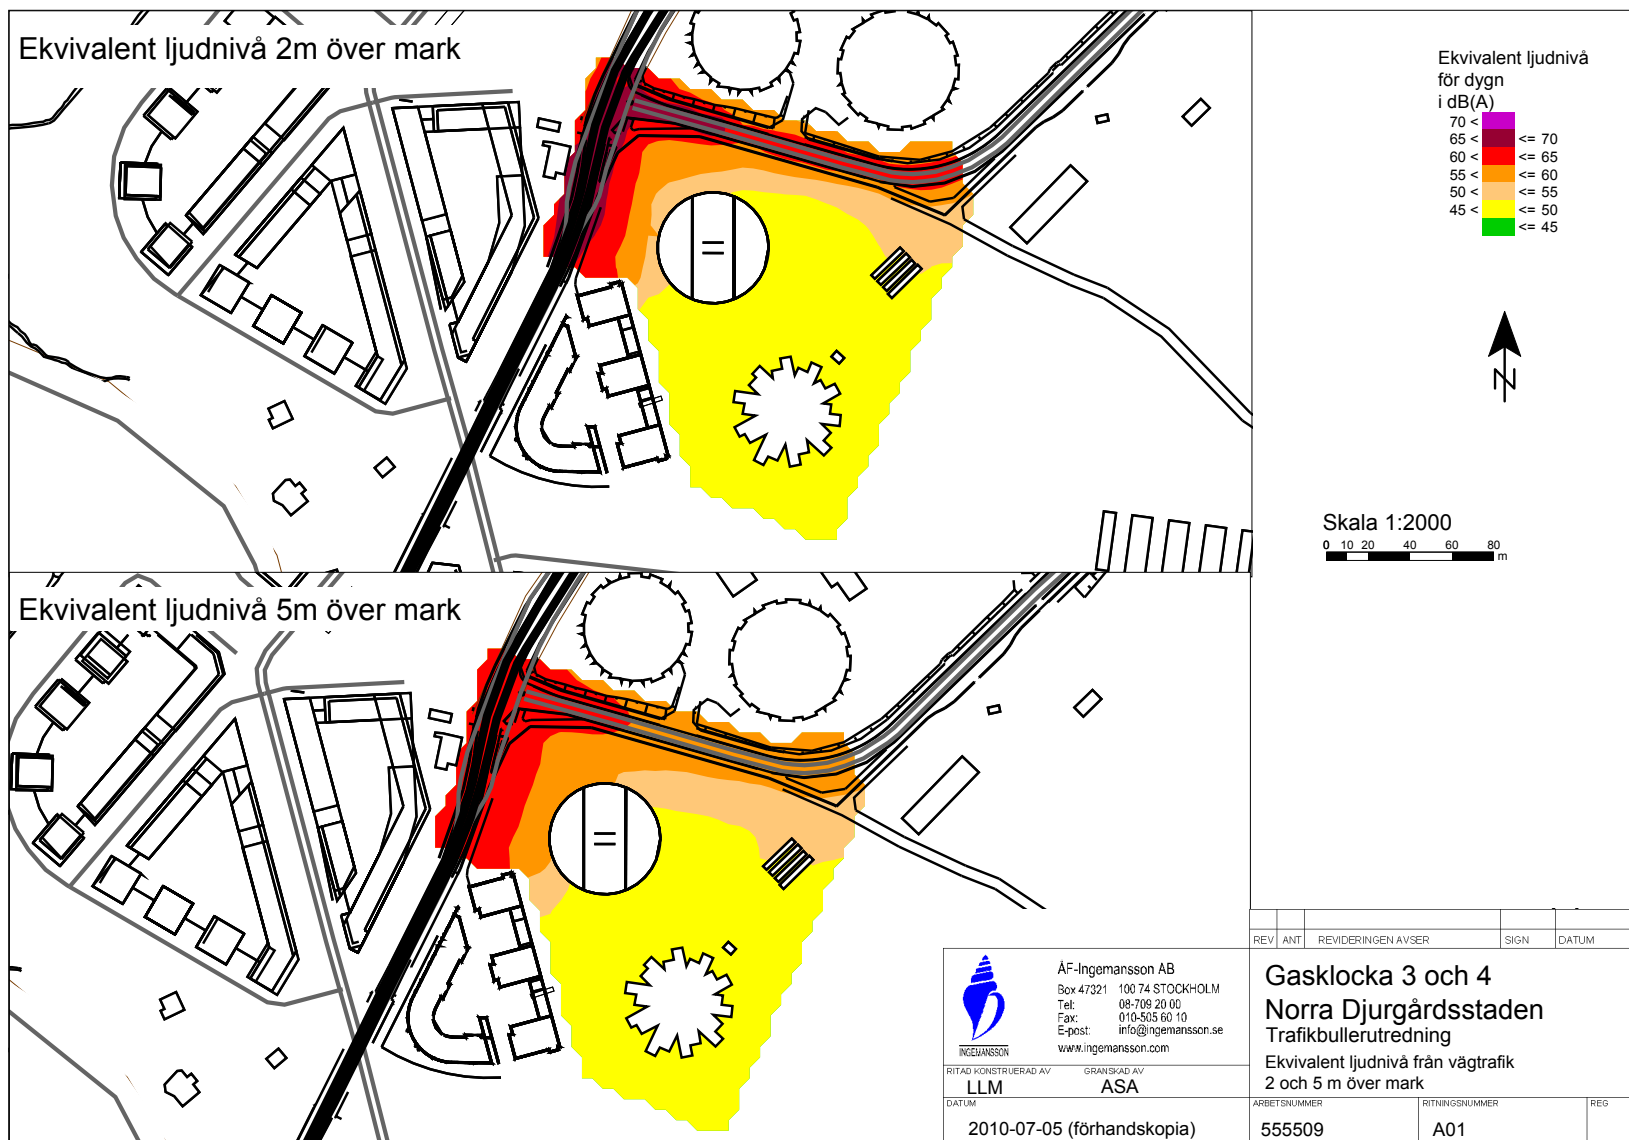 Ekvivalent ljudnivå 2m över mark
Ekvivalent ljudnivå
för dygn
i dB(A)
70 <
65 < <= 70
60 < <= 65
55 < <= 60
50 < <= 55
45 < <= 50
<= 45
N
Skala 1:2000
0 10 20 40 60 80 m
Ekvivalent ljudnivå 5m över mark
REV ANT REVIDERINGEN AVSER SIGN DATUM
INGEMANSSON
ÅF-Ingemansson AB
Box 47321 100 74 STOCKHOLM
Tel: 08-709 20 00
Fax: 010-505 60 10
E-post: info@ingemansson.se
www.ingemansson.com
RITAD KONSTRUERAD AV GRANSKAD AV
LLM ASA
DATUM
2010-07-05 (förhandskopia)
Gasklocka 3 och 4
Norra Djurgårdsstaden
Trafikbullerutredning
Ekvivalent ljudnivå från vägtrafik
2 och 5 m över mark
ARBETSNUMMER RITNINGSNUMMER REG
555509 A01